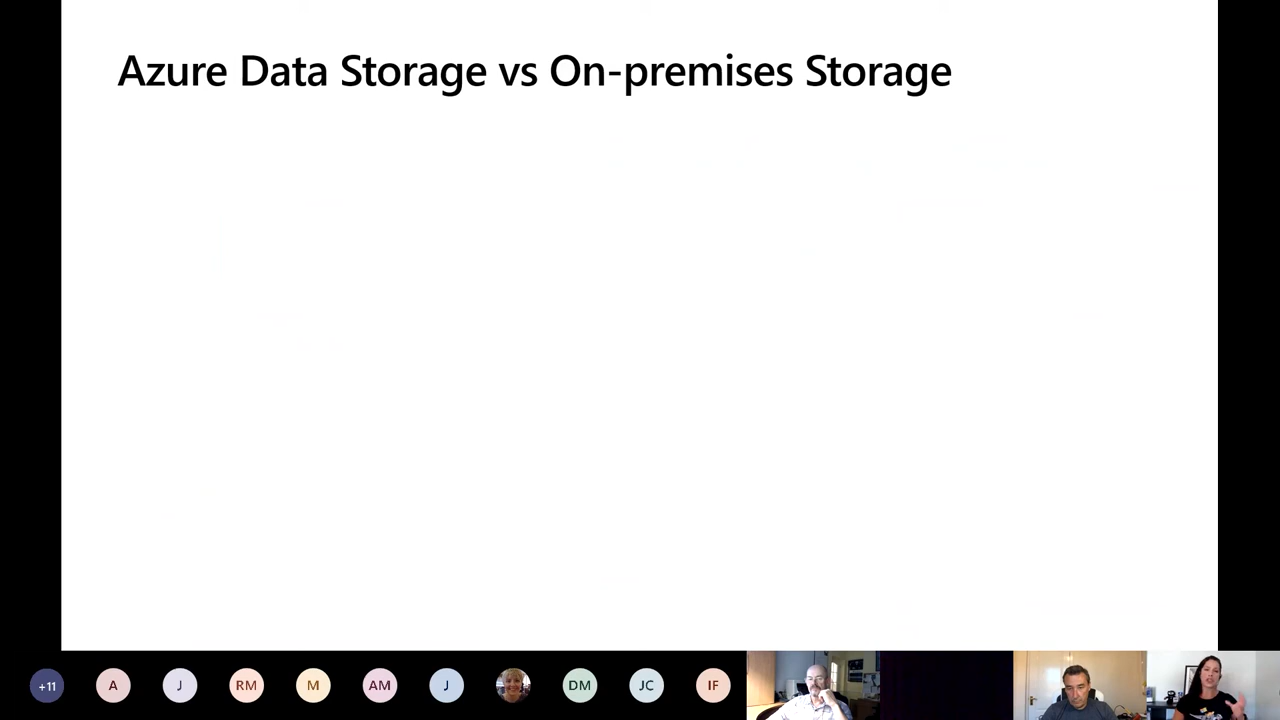 Azure Data Storage vs On-premises Storage
+11
A
J
RM
M
AM
J
DM
JC
IF